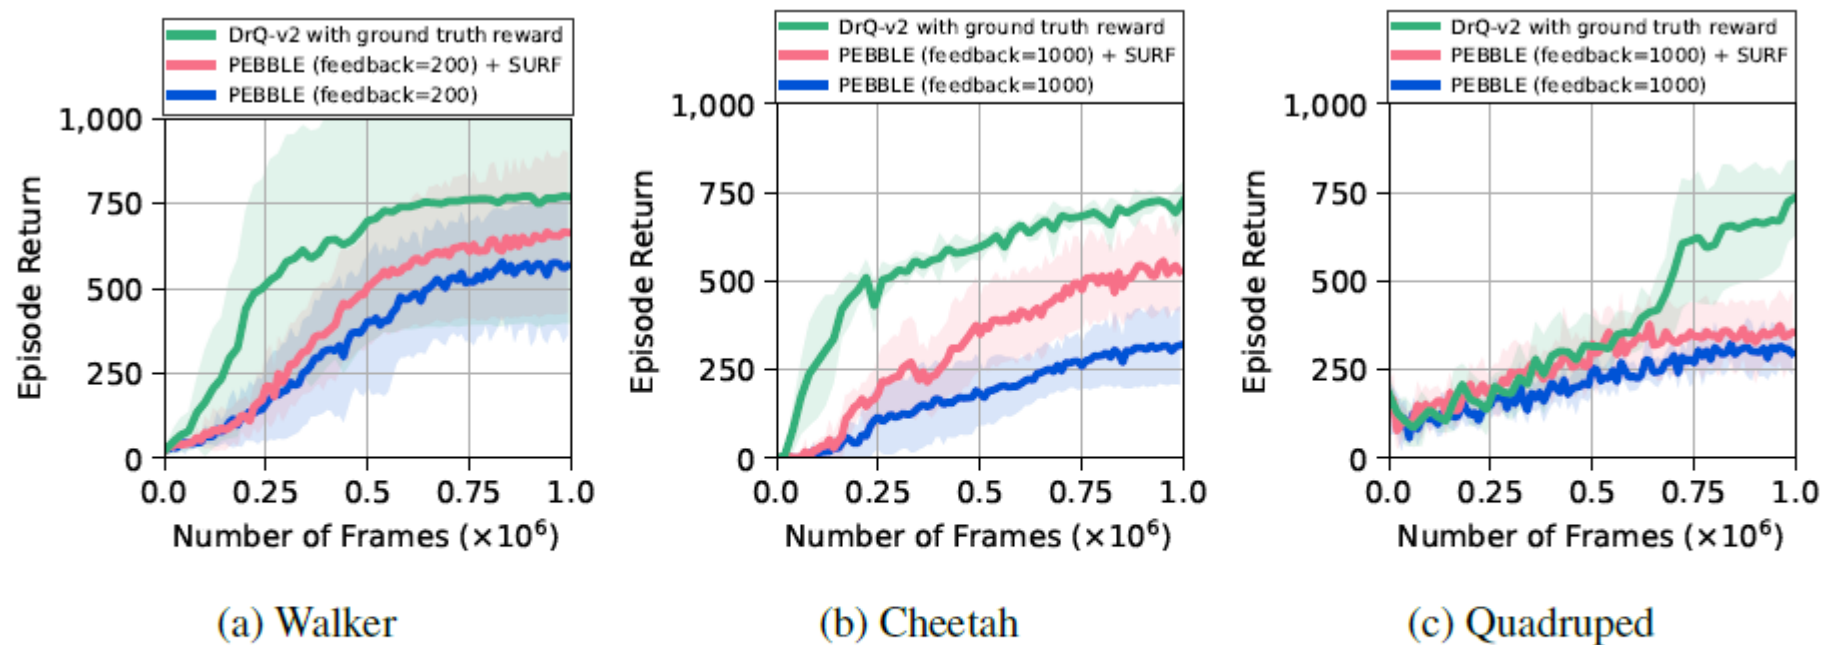 DrQ-v2 with ground truth reward
PEBBLE (feedback=200) + SURF
PEBBLE (feedback=200)
1,000
750
500
250
0
Episode Return
0.0 0.25 0.5 0.75 1.0
Number of Frames (×10⁶)
(a) Walker
DrQ-v2 with ground truth reward
PEBBLE (feedback=1000) + SURF
PEBBLE (feedback=1000)
1,000
750
500
250
0
Episode Return
0.0 0.25 0.5 0.75 1.0
Number of Frames (×10⁶)
(b) Cheetah
DrQ-v2 with ground truth reward
PEBBLE (feedback=1000) + SURF
PEBBLE (feedback=1000)
1,000
750
500
250
0
Episode Return
0.0 0.25 0.5 0.75 1.0
Number of Frames (×10⁶)
(c) Quadruped